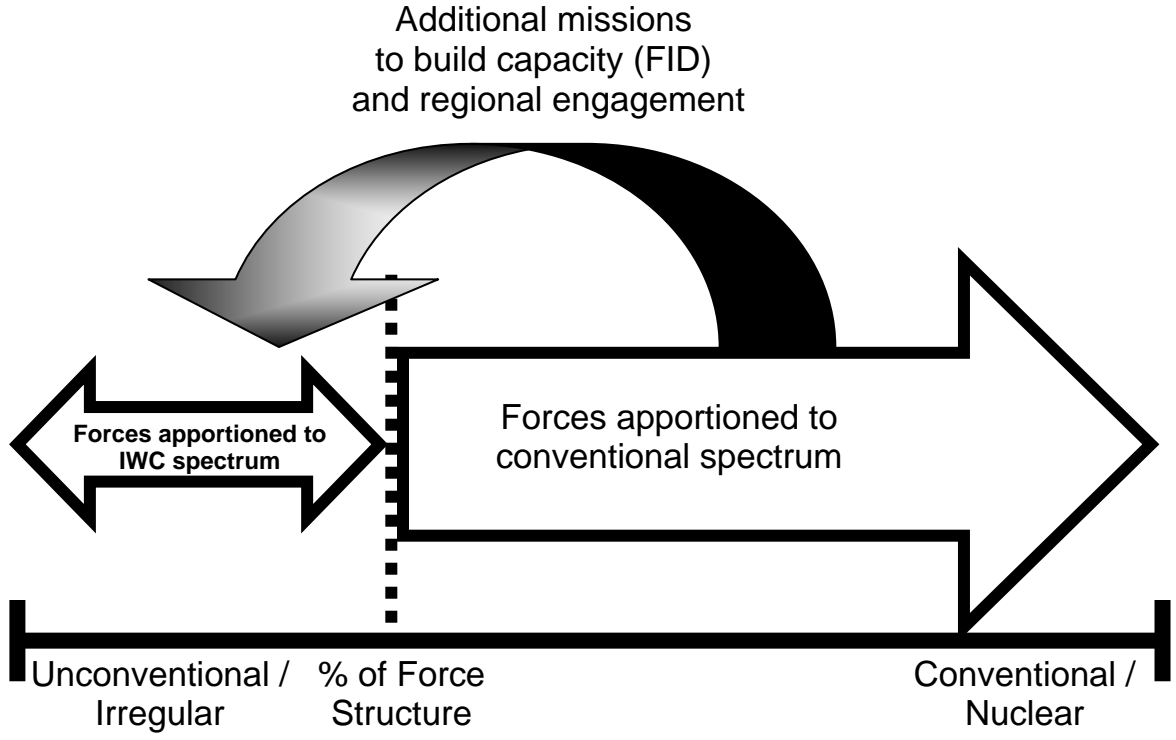 Additional missions
to build capacity (FID)
and regional engagement
Forces apportioned to
IWC spectrum
Forces apportioned to
conventional spectrum
Unconventional /
Irregular
% of Force
Structure
Conventional /
Nuclear